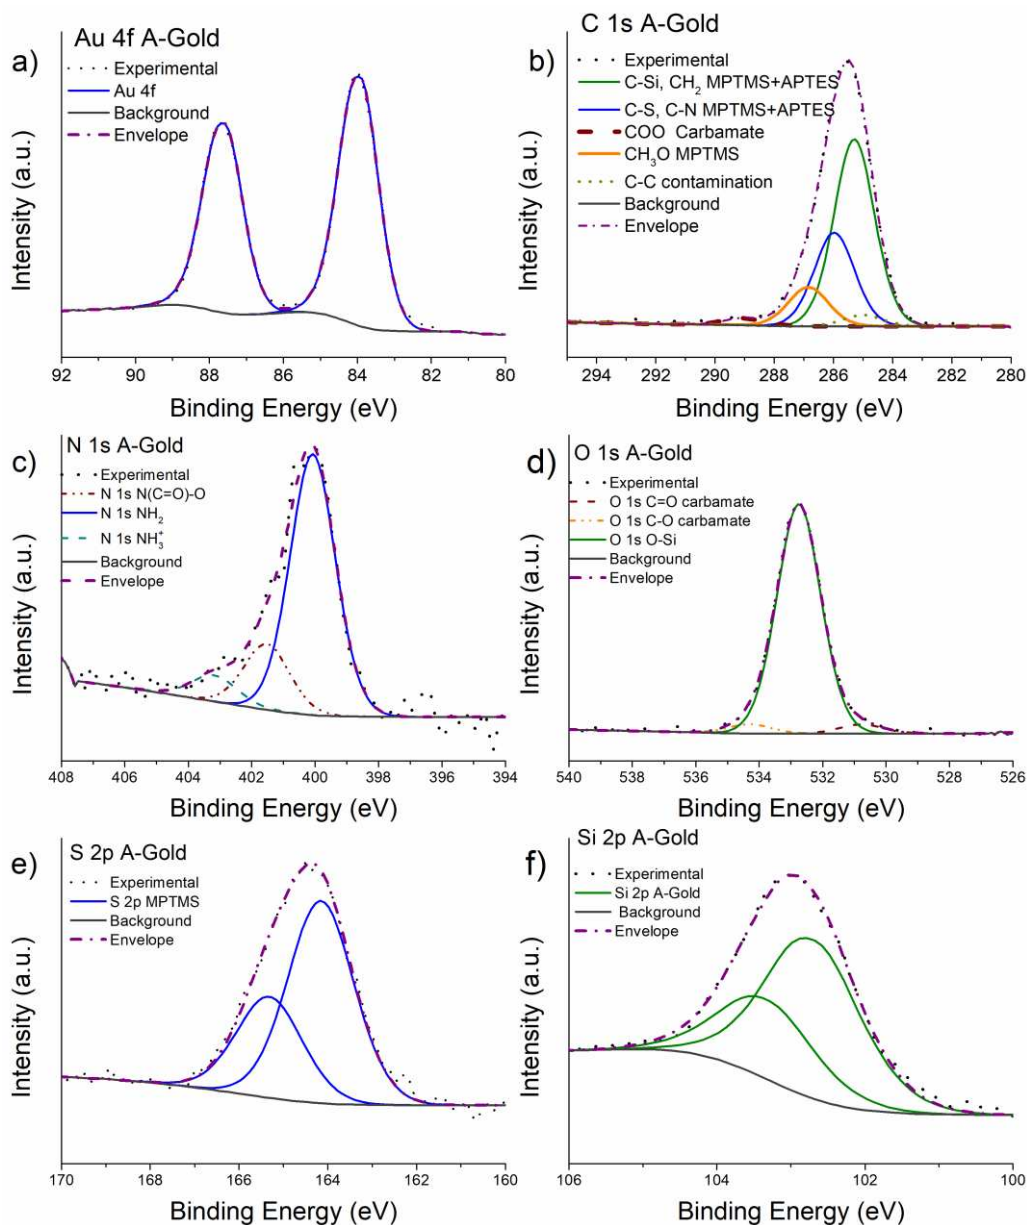 a)
Au 4f A-Gold
Experimental
Au 4f
Background
Envelope
Intensity (a.u.)
92 90 88 86 84 82 80
Binding Energy (eV)
b)
C 1s A-Gold
Experimental
C-Si, CH2 MPTMS+APTES
C-S, C-N MPTMS+APTES
COO Carbamate
CH3O MPTMS
C-C contamination
Background
Envelope
Intensity (a.u.)
294 292 290 288 286 284 282 280
Binding Energy (eV)
c)
N 1s A-Gold
Experimental
N 1s N(C=O)-O
N 1s NH2
N 1s NH3+
Background
Envelope
Intensity (a.u.)
408 406 404 402 400 398 396 394
Binding Energy (eV)
d)
O 1s A-Gold
Experimental
O 1s C=O carbamate
O 1s C-O carbamate
O 1s O-Si
Background
Envelope
Intensity (a.u.)
540 538 536 534 532 530 528 526
Binding Energy (eV)
e)
S 2p A-Gold
Experimental
S 2p MPTMS
Background
Envelope
Intensity (a.u.)
170 165 160
Binding Energy (eV)
f)
Si 2p A-Gold
Experimental
Si 2p A-Gold
Background
Envelope
Intensity (a.u.)
106 104 102 100
Binding Energy (eV)